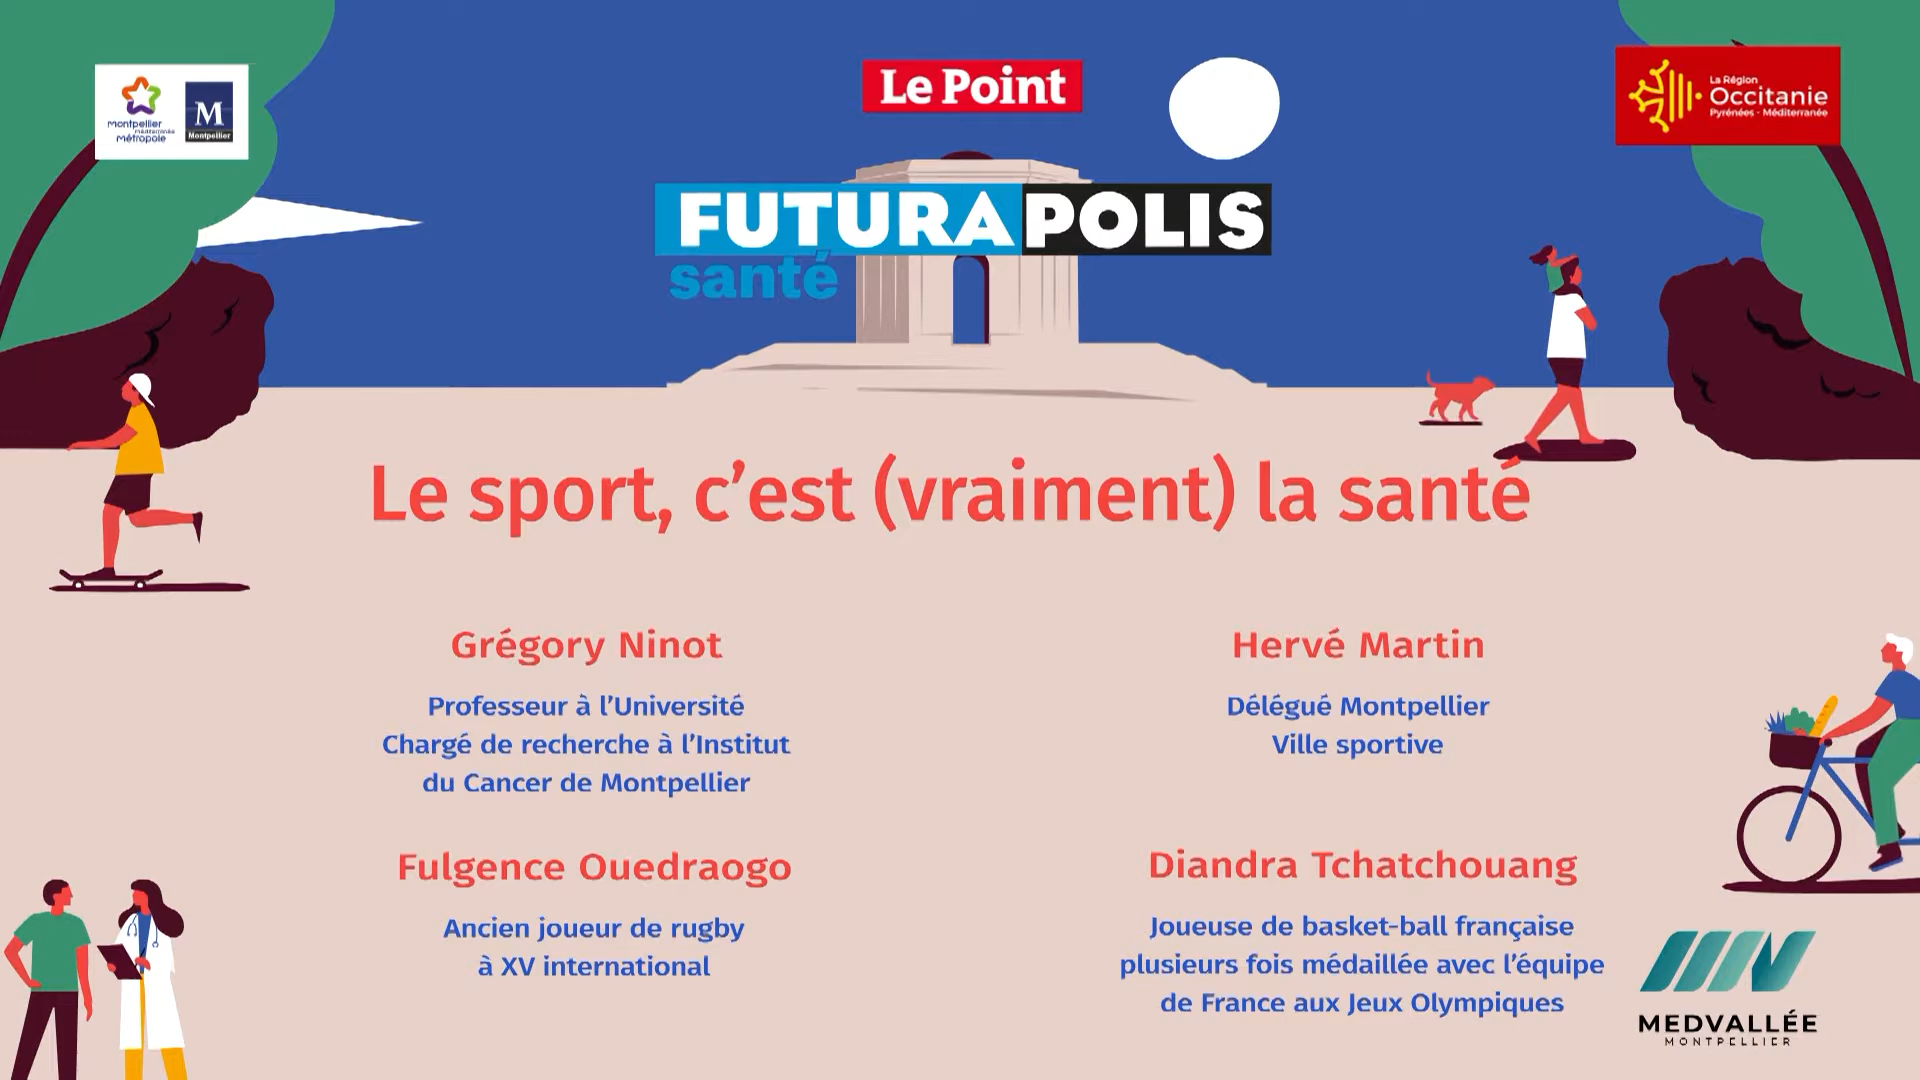 montpellier
méditerranée
métropole
M
Montpellier
Le Point
La Région
Occitanie
Pyrénées - Méditerranée
FUTURAPOLIS
santé
Le sport, c’est (vraiment) la santé
Grégory Ninot
Professeur à l’Université
Chargé de recherche à l’Institut
du Cancer de Montpellier
Hervé Martin
Délégué Montpellier
Ville sportive
Fulgence Ouedraogo
Ancien joueur de rugby
à XV international
Diandra Tchatchouang
Joueuse de basket-ball française
plusieurs fois médaillée avec l’équipe
de France aux Jeux Olympiques
MEDVALLÉE
MONTPELLIER